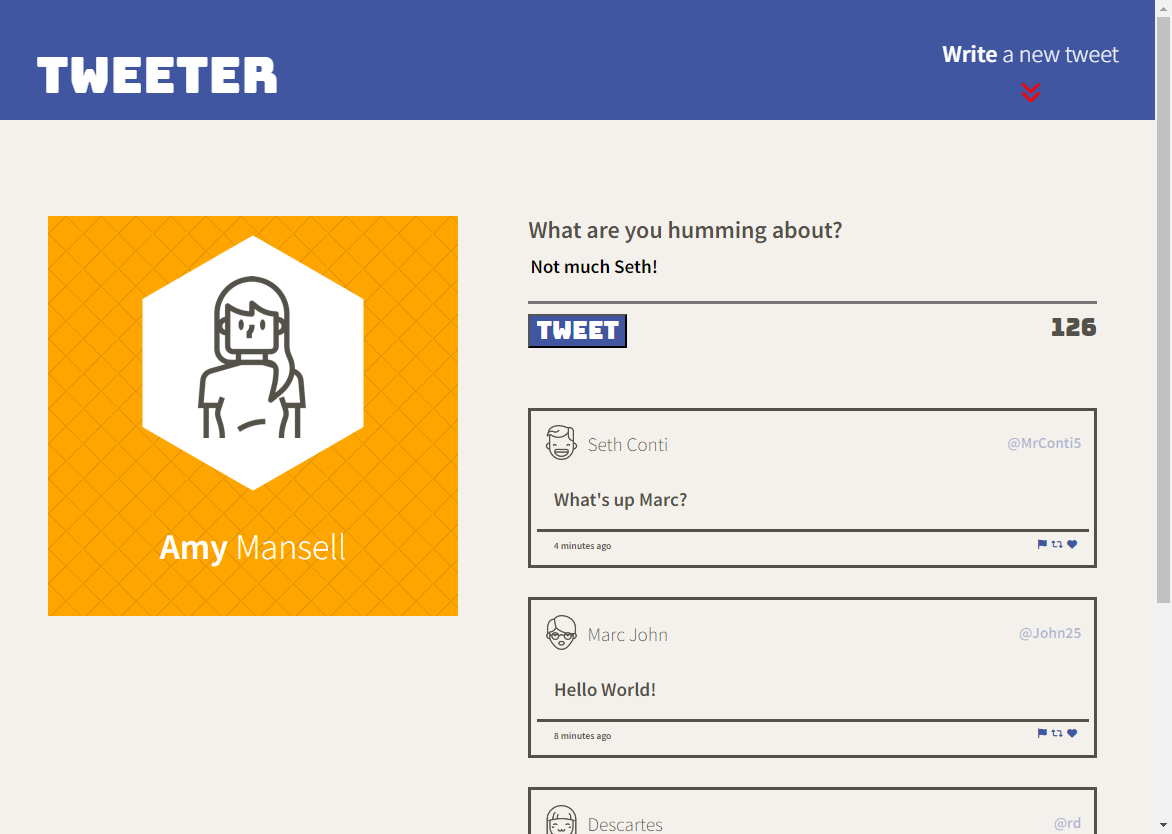 TWEETER
Write a new tweet
Amy Mansell
What are you humming about?
Not much Seth!
TWEET
126
Seth Conti
@MrConti5
What's up Marc?
4 minutes ago
Marc John
@John25
Hello World!
8 minutes ago
Descartes
@rd